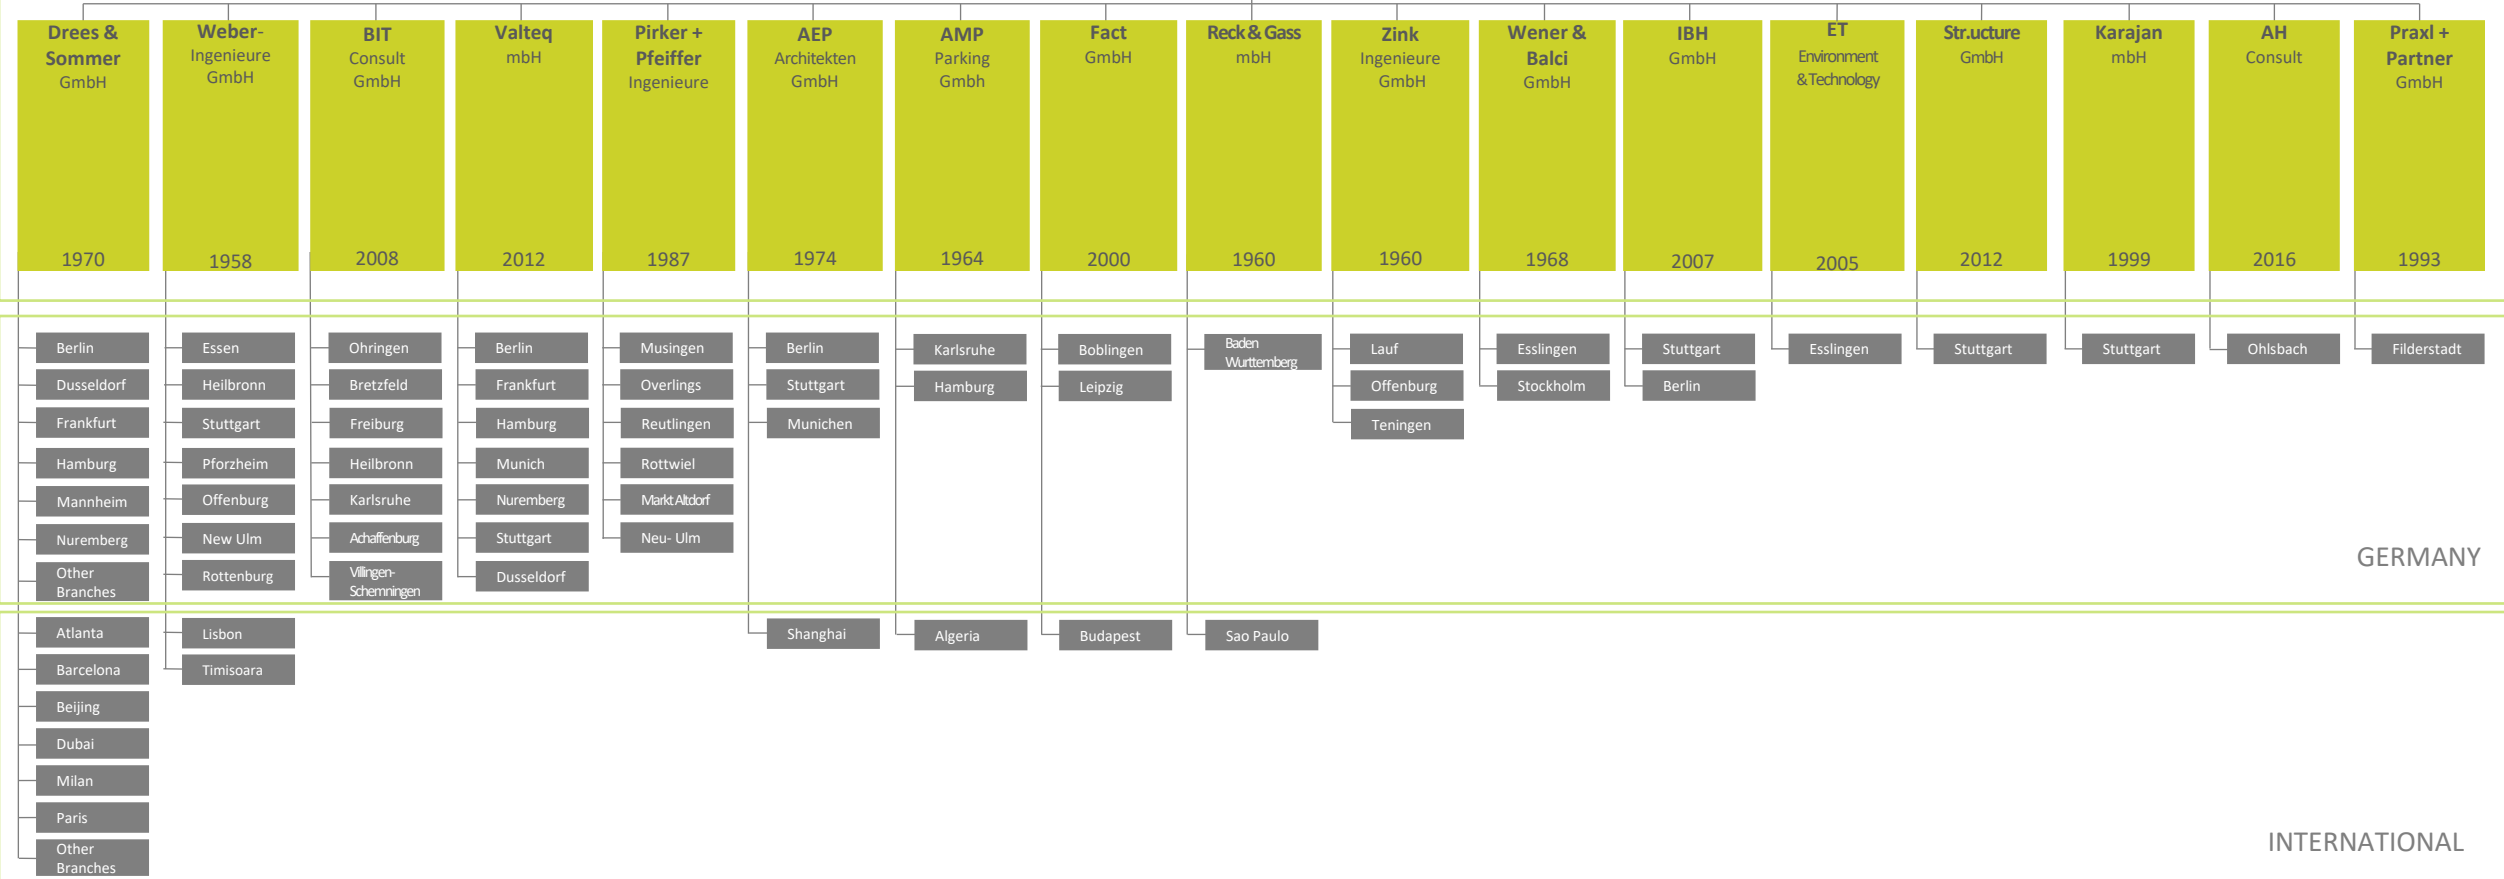 Drees &
Sommer
GmbH
1970
Weber-
Ingenieure
GmbH
1958
BIT
Consult
GmbH
2008
Valteq
mbH
2012
Pirker +
Pfeiffer
Ingenieure
1987
AEP
Architekten
GmbH
1974
AMP
Parking
Gmbh
1964
Fact
GmbH
2000
Reck & Gass
mbH
1960
Zink
Ingenieure
GmbH
1960
Wener &
Balci
GmbH
1968
IBH
GmbH
2007
ET
Environment
& Technology
2005
Str.ucture
GmbH
2012
Karajan
mbH
1999
AH
Consult
2016
Praxl +
Partner
GmbH
1993
Berlin
Dusseldorf
Frankfurt
Hamburg
Mannheim
Nuremberg
Other
Branches
Essen
Heilbronn
Stuttgart
Pforzheim
Offenburg
New Ulm
Rottenburg
Ohringen
Bretzfeld
Freiburg
Heilbronn
Karlsruhe
Achaffenburg
Villingen-
Schemningen
Berlin
Frankfurt
Hamburg
Munich
Nuremberg
Stuttgart
Dusseldorf
Musingen
Overlings
Reutlingen
Rottwiel
Markt Altdorf
Neu- Ulm
Berlin
Stuttgart
Munichen
Karlsruhe
Hamburg
Boblingen
Leipzig
Baden
Wurttemberg
Lauf
Offenburg
Teningen
Esslingen
Stockholm
Stuttgart
Berlin
Esslingen
Stuttgart
Stuttgart
Ohlsbach
Filderstadt
GERMANY
Atlanta
Barcelona
Beijing
Dubai
Milan
Paris
Other
Branches
Lisbon
Timisoara
Shanghai
Algeria
Budapest
Sao Paulo
INTERNATIONAL